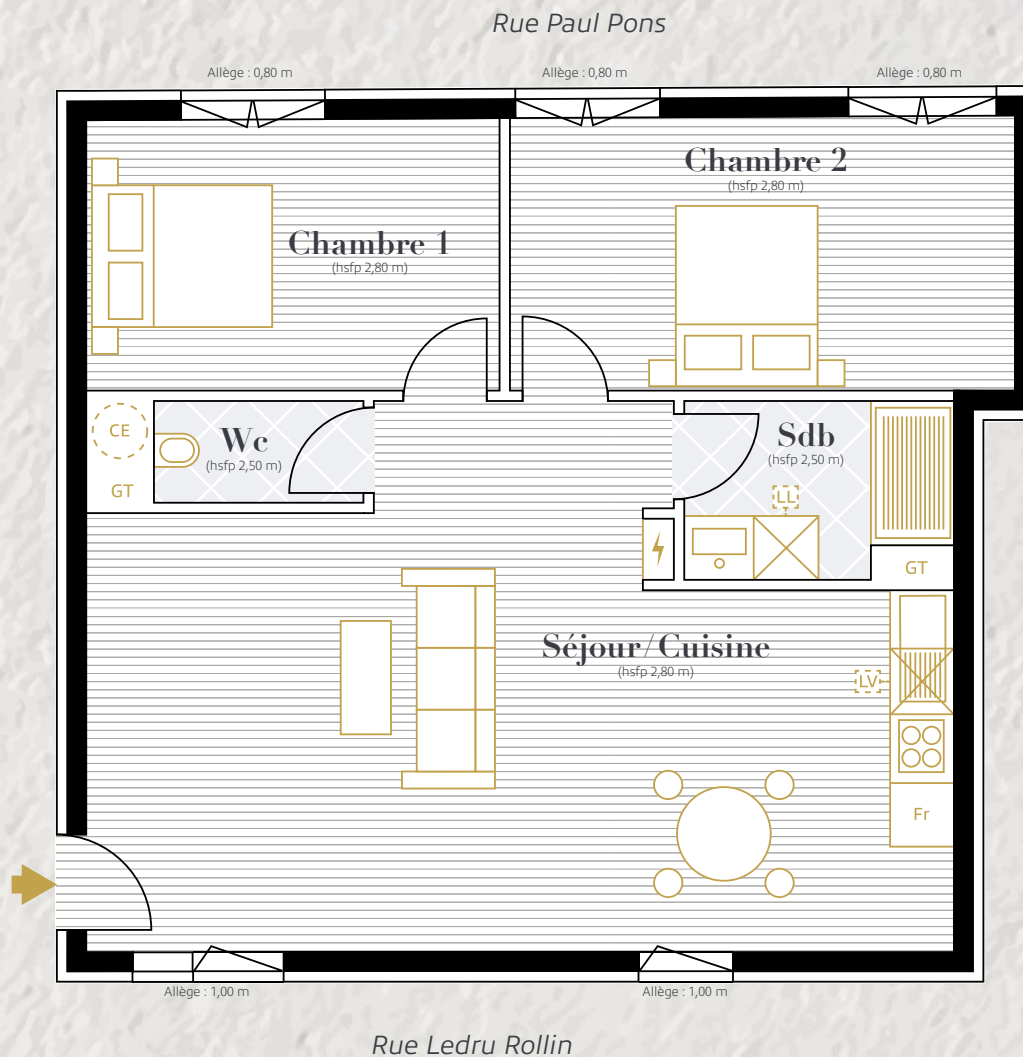 Rue Paul Pons
Allège : 0,80 m
Allège : 0,80 m
Allège : 0,80 m
Chambre 2
(hsfp 2,80 m)
Chambre 1
(hsfp 2,80 m)
CE
Wc
(hsfp 2,50 m)
GT
Sdb
(hsfp 2,50 m)
LL
GT
Séjour/Cuisine
(hsfp 2,80 m)
LV
Fr
Allège : 1,00 m
Allège : 1,00 m
Rue Ledru Rollin